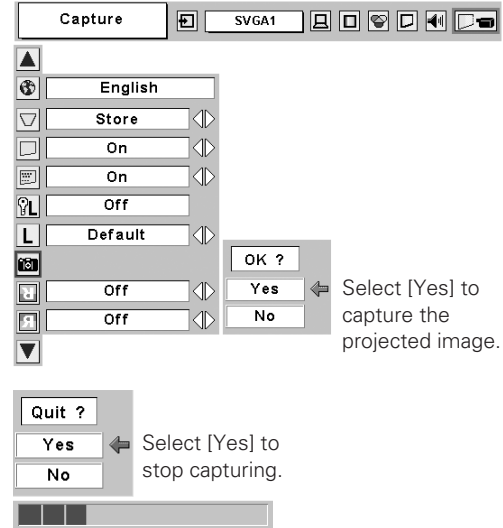 Capture
SVGA1
English
Store
On
On
L
Off
L
Default
OK ?
Off
Yes
Select [Yes] to
capture the
projected image.
Off
No
Quit ?
Yes
No
Select [Yes] to
stop capturing.